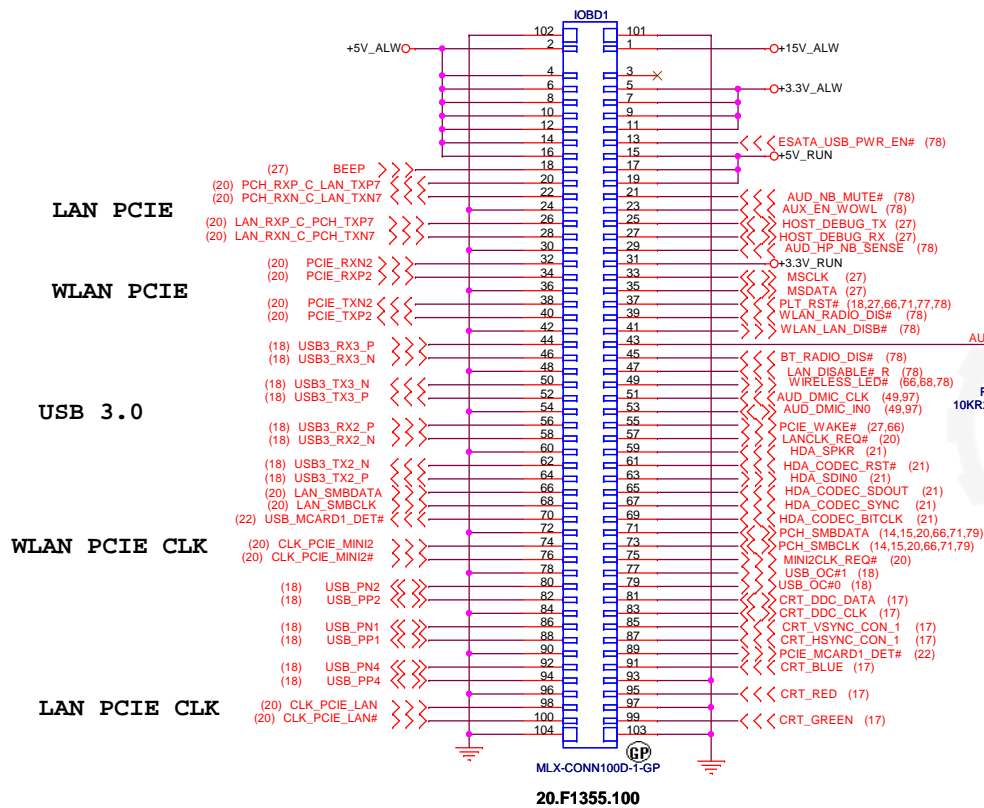 IOBD1
102 101
+5V_ALW 2 1 +15V_ALW
4 3
6 5 +3.3V_ALW
8 7
10 9
12 11
14 13 ESATA_USB_PWR_EN# (78)
16 15 +5V_RUN
(27) BEEP 18 17
(20) PCH_RXP_C_LAN_TXP7 20 19
(20) PCH_RXN_C_LAN_TXN7 22 21 AUD_NB_MUTE# (78)
LAN PCIE
24 23 AUX_EN_WOWL (78)
(20) LAN_RXP_C_PCH_TXP7 26 25 HOST_DEBUG_TX (27)
(20) LAN_RXN_C_PCH_TXN7 28 27 HOST_DEBUG_RX (27)
30 29 AUD_HP_NB_SENSE (78)
(20) PCIE_RXN2 32 31 +3.3V_RUN
(20) PCIE_RXP2 34 33 MSCLK (27)
WLAN PCIE
36 35 MSDATA (27)
(20) PCIE_TXN2 38 37 PLT_RST# (18,27,66,71,77,78)
(20) PCIE_TXP2 40 39 WLAN_RADIO_DIS# (78)
42 41 WLAN_LAN_DISB# (78)
(18) USB3_RX3_P 44 43 AU
(18) USB3_RX3_N 46 45 BT_RADIO_DIS# (78)
48 47 LAN_DISABLE#_R (78)
(18) USB3_TX3_N 50 49 WIRELESS_LED# (66,68,78)
(18) USB3_TX3_P 52 51 AUD_DMIC_CLK (49,97)
USB 3.0
54 53 AUD_DMIC_IN0 (49,97)
(18) USB3_RX2_P 56 55 PCIE_WAKE# (27,66)
(18) USB3_RX2_N 58 57 LANCLK_REQ# (20)
60 59 HDA_SPKR (21)
(18) USB3_TX2_N 62 61 HDA_CODEC_RST# (21)
(18) USB3_TX2_P 64 63 HDA_SDIN0 (21)
(20) LAN_SMBDATA 66 65 HDA_CODEC_SDOUT (21)
(20) LAN_SMBCLK 68 67 HDA_CODEC_SYNC (21)
(22) USB_MCARD1_DET# 70 69 HDA_CODEC_BITCLK (21)
72 71 PCH_SMBDATA (14,15,20,66,71,79)
WLAN PCIE CLK
(20) CLK_PCIE_MINI2 74 73 PCH_SMBCLK (14,15,20,66,71,79)
(20) CLK_PCIE_MINI2# 76 75 MINI2CLK_REQ# (20)
78 77 USB_OC#1 (18)
(18) USB_PN2 80 79 USB_OC#0 (18)
(18) USB_PP2 82 81 CRT_DDC_DATA (17)
84 83 CRT_DDC_CLK (17)
(18) USB_PN1 86 85 CRT_VSYNC_CON_1 (17)
(18) USB_PP1 88 87 CRT_HSYNC_CON_1 (17)
90 89 PCIE_MCARD1_DET# (22)
(18) USB_PN4 92 91 CRT_BLUE (17)
(18) USB_PP4 94 93
96 95 CRT_RED (17)
LAN PCIE CLK
(20) CLK_PCIE_LAN 98 97
(20) CLK_PCIE_LAN# 100 99 CRT_GREEN (17)
104 103
GP
MLX-CONN100D-1-GP
20.F1355.100